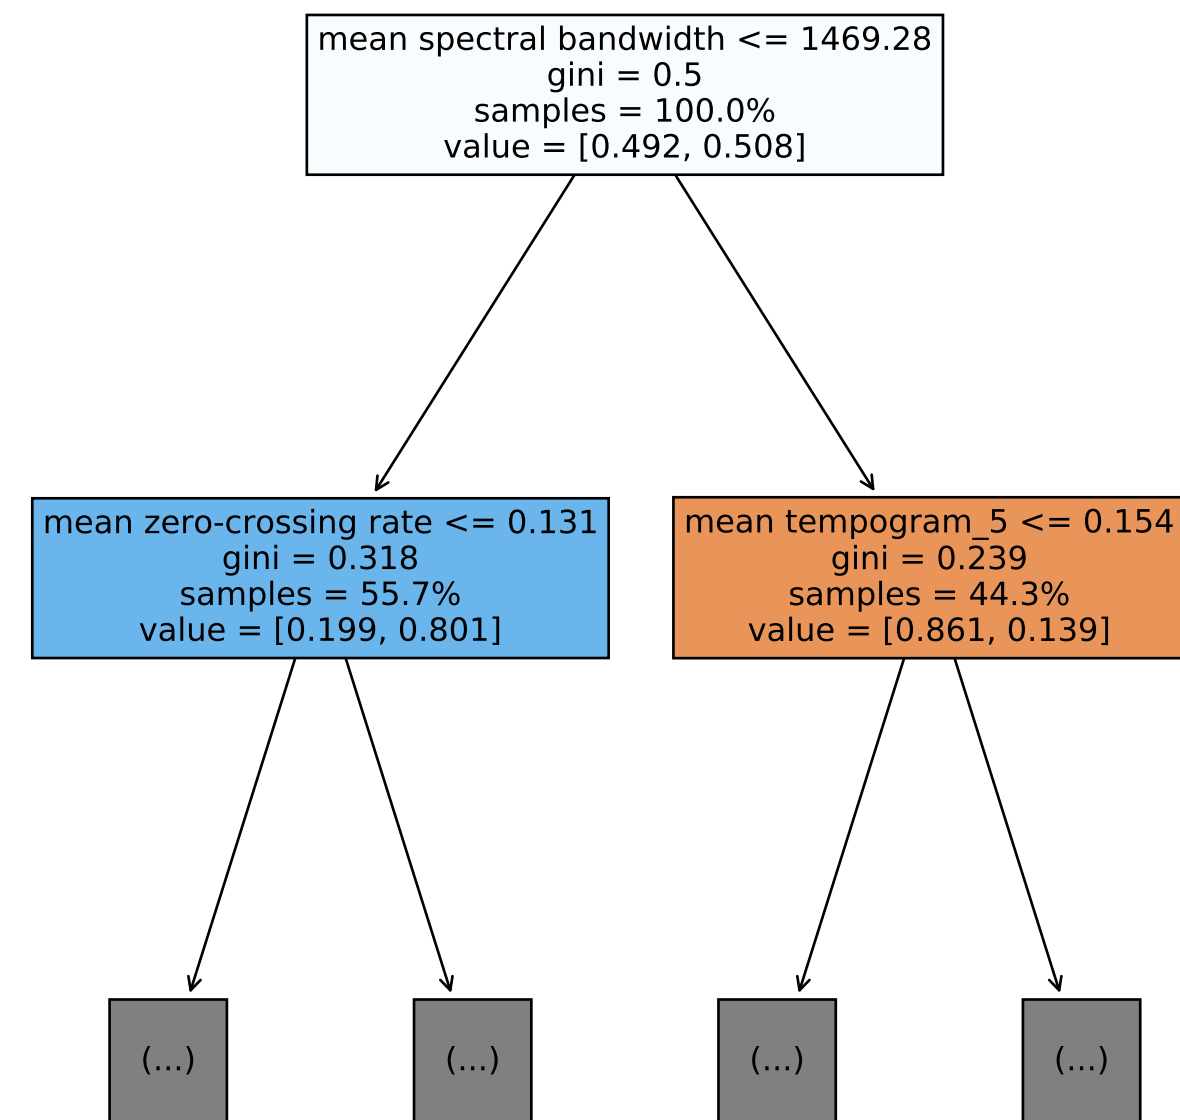 mean spectral bandwidth <= 1469.28
gini = 0.5
samples = 100.0%
value = [0.492, 0.508]
mean zero-crossing rate <= 0.131
gini = 0.318
samples = 55.7%
value = [0.199, 0.801]
mean tempogram_5 <= 0.154
gini = 0.239
samples = 44.3%
value = [0.861, 0.139]
(...)
(...)
(...)
(...)